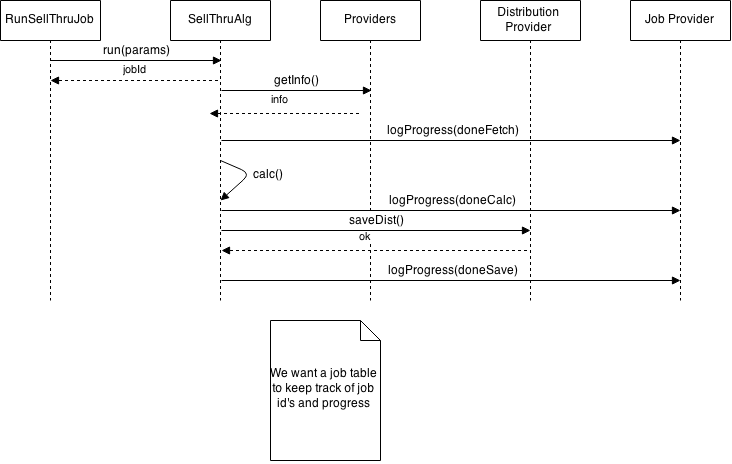 RunSellThruJob
SellThruAlg
Providers
Distribution
Provider
Job Provider
run(params)
jobId
getInfo()
info
logProgress(doneFetch)
calc()
logProgress(doneCalc)
saveDist()
ok
logProgress(doneSave)
We want a job table
to keep track of job
id's and progress